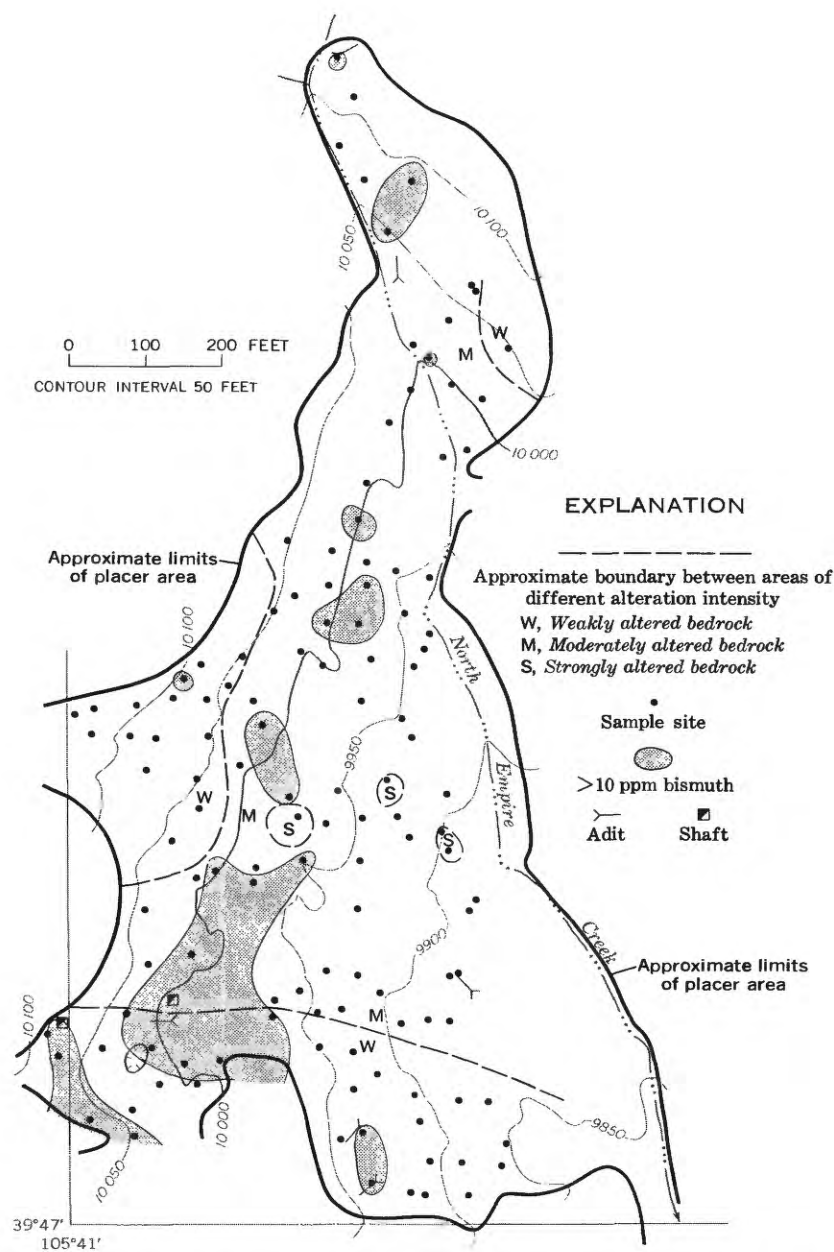 10 100
10 050
W
M
0 100 200 FEET
CONTOUR INTERVAL 50 FEET
10 000
EXPLANATION
Approximate boundary between areas of
different alteration intensity
W, Weakly altered bedrock
M, Moderately altered bedrock
S, Strongly altered bedrock
Sample site
>10 ppm bismuth
Adit Shaft
Approximate limits
of placer area
10 100
North
Empire
Creek
9950
W
M
S
S
S
9900
Approximate limits
of placer area
M
W
10 100
10 000
10 050
9850
39°47'
105°41'